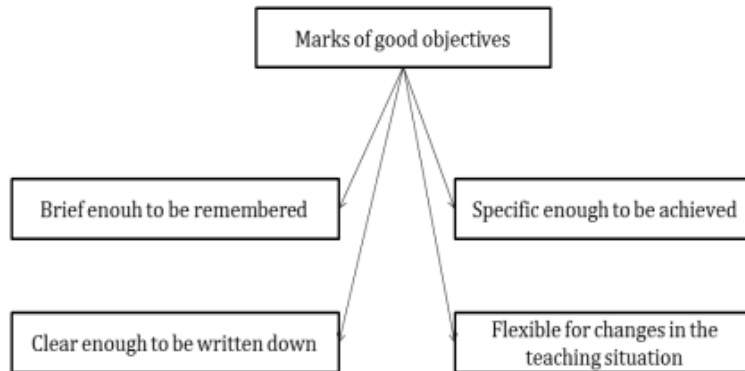 Marks of good objectives
Brief enouh to be remembered
Specific enough to be achieved
Clear enough to be written down
Flexible for changes in the
teaching situation